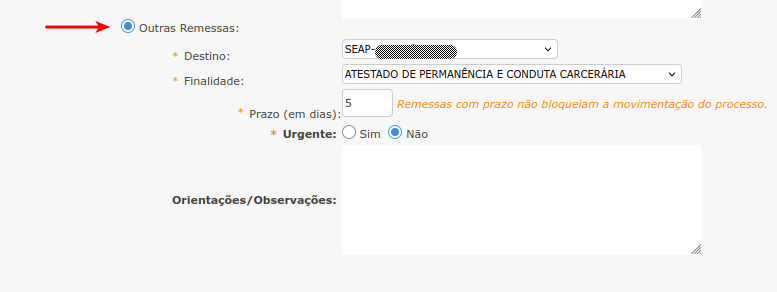 Outras Remessas:
* Destino: SEAP-
* Finalidade: ATESTADO DE PERMANÊNCIA E CONDUTA CARCERÁRIA
* Prazo (em dias): 5 Remessas com prazo não bloqueiam a movimentação do processo.
* Urgente: Sim Não
Orientações/Observações: